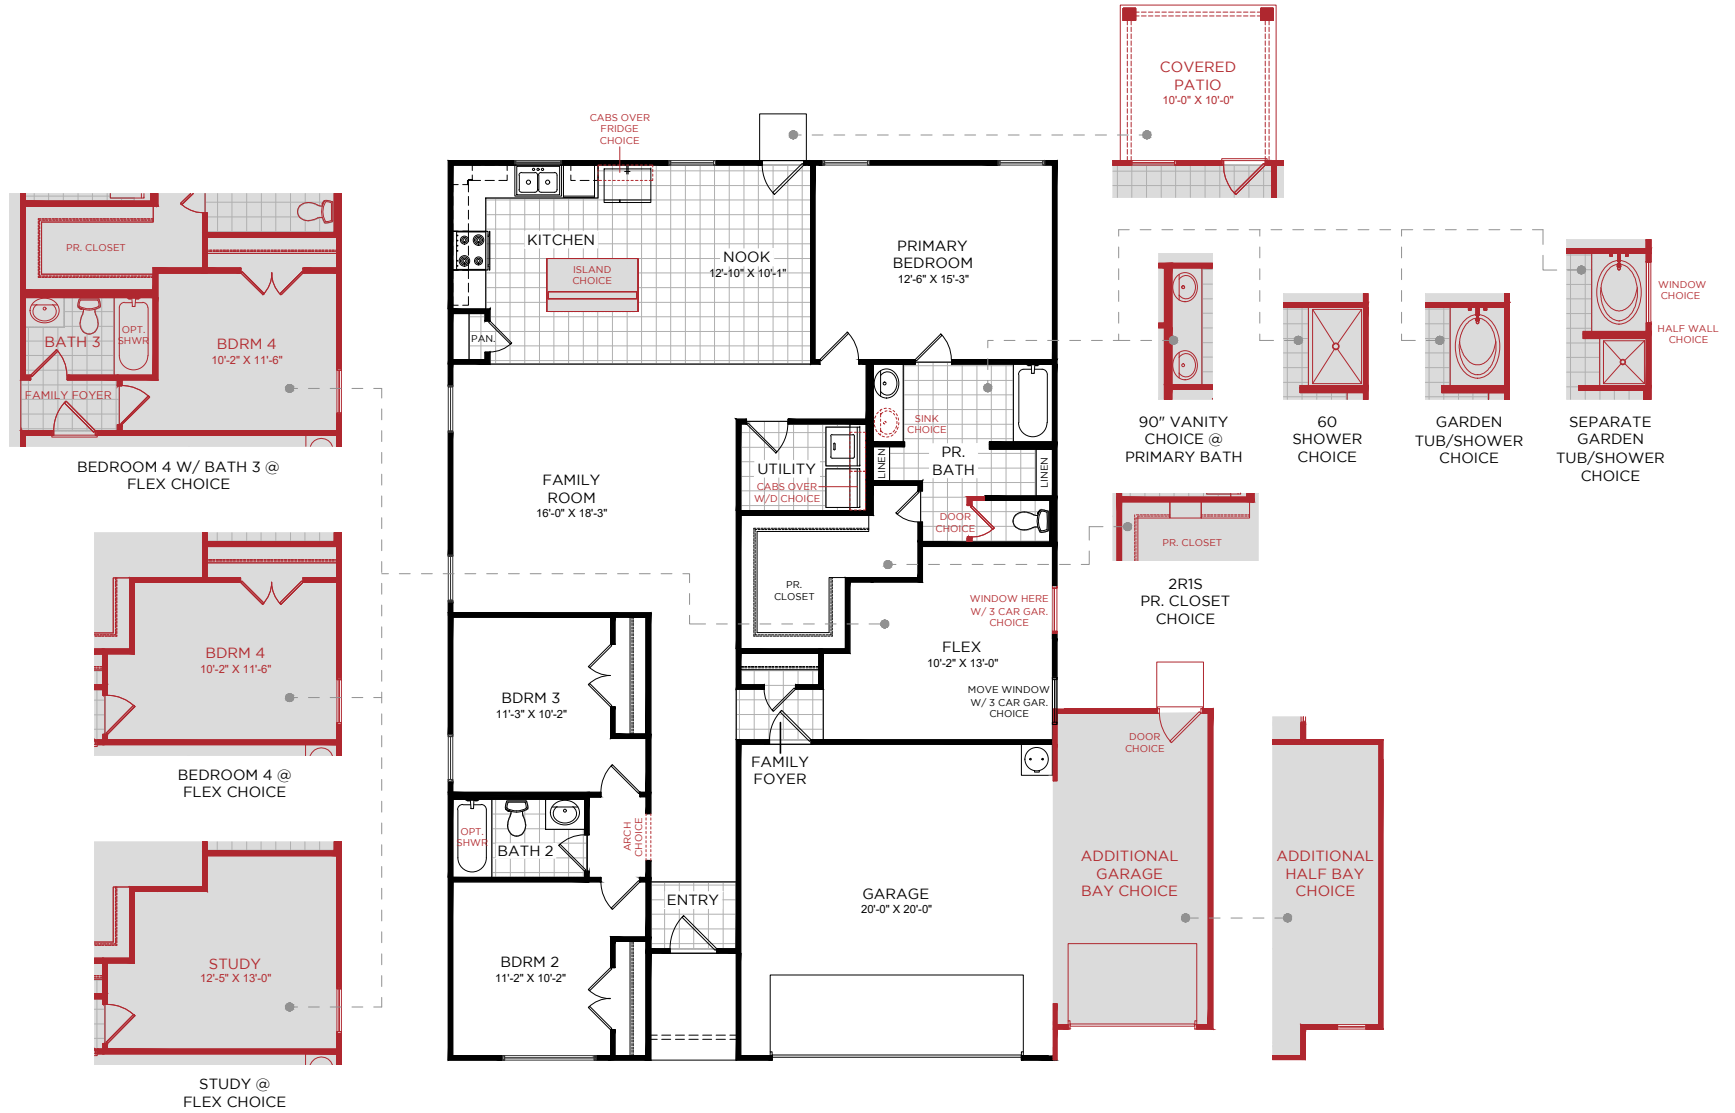 COVERED
PATIO
10'-0" X 10'-0"
CABS OVER
FRIDGE
CHOICE
KITCHEN
ISLAND
CHOICE
NOOK
12'-10" X 10'-1"
PRIMARY
BEDROOM
12'-6" X 15'-3"
PAN.
PR. CLOSET
BATH 3
OPT.
SHWR
BDRM 4
10'-2" X 11'-6"
FAMILY FOYER
BEDROOM 4 W/ BATH 3 @
FLEX CHOICE
WINDOW
CHOICE
HALF WALL
CHOICE
90" VANITY
CHOICE @
PRIMARY BATH
60
SHOWER
CHOICE
GARDEN
TUB/SHOWER
CHOICE
SEPARATE
GARDEN
TUB/SHOWER
CHOICE
SINK
CHOICE
LINEN
PR.
BATH
LINEN
UTILITY
CABS OVER
W/D CHOICE
DOOR
CHOICE
FAMILY
ROOM
16'-0" X 18'-3"
PR. CLOSET
2R1S
PR. CLOSET
CHOICE
PR.
CLOSET
WINDOW HERE
W/ 3 CAR GAR.
CHOICE
FLEX
10'-2" X 13'-0"
MOVE WINDOW
W/ 3 CAR GAR.
CHOICE
BDRM 4
10'-2" X 11'-6"
BEDROOM 4 @
FLEX CHOICE
BDRM 3
11'-3" X 10'-2"
FAMILY
FOYER
DOOR
CHOICE
OPT.
SHWR
BATH 2
ARCH
CHOICE
ENTRY
GARAGE
20'-0" X 20'-0"
ADDITIONAL
GARAGE
BAY CHOICE
ADDITIONAL
HALF BAY
CHOICE
BDRM 2
11'-2" X 10'-2"
STUDY
12'-5" X 13'-0"
STUDY @
FLEX CHOICE